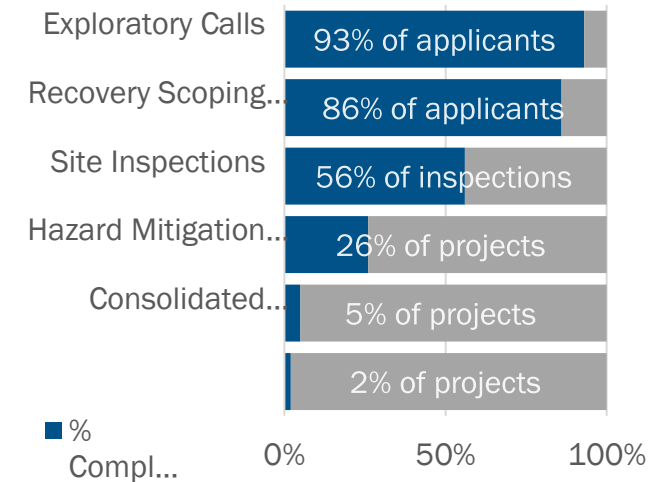 Exploratory Calls
93% of applicants
Recovery Scoping...
86% of applicants
Site Inspections
56% of inspections
Hazard Mitigation...
26% of projects
Consolidated...
5% of projects
2% of projects
%
Compl...
0% 50% 100%